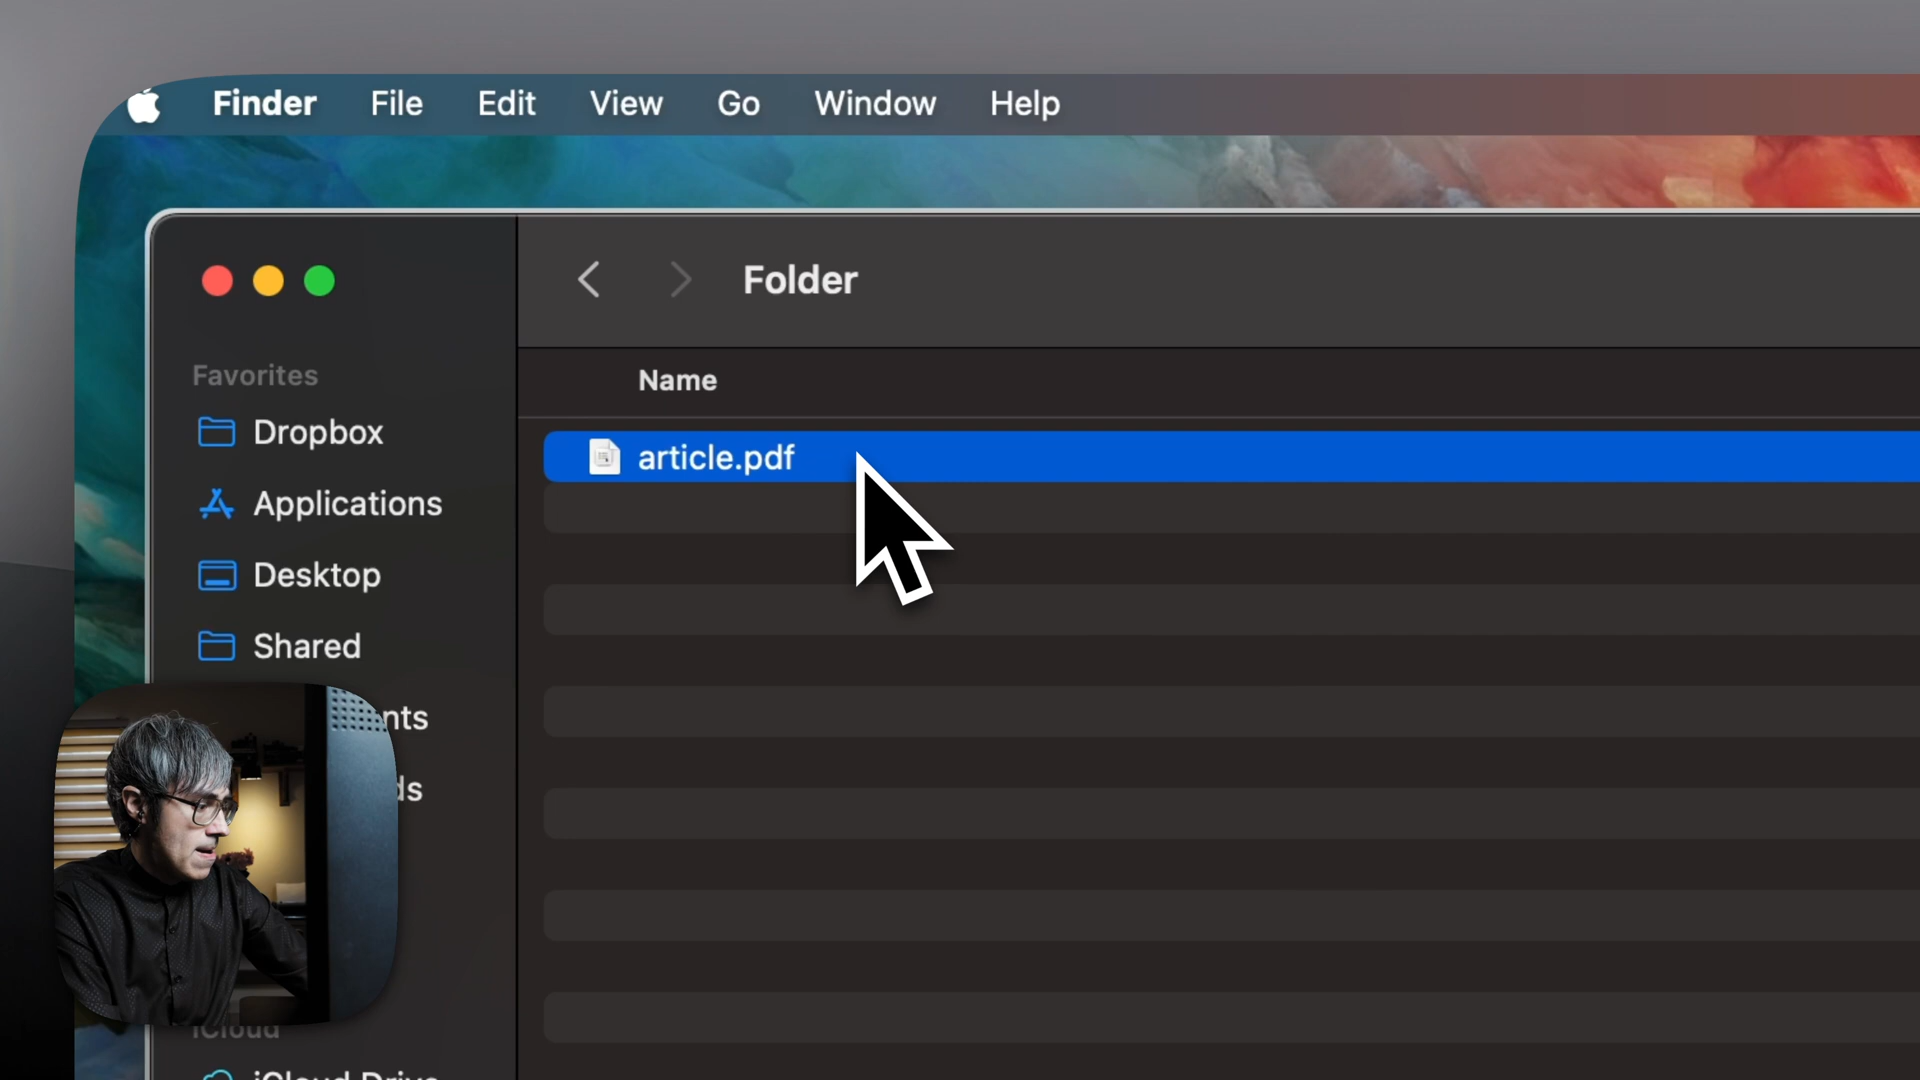 Finder File Edit View Go Window Help
Folder
Favorites
Name
Dropbox
article.pdf
Applications
Desktop
Shared
nts
ds
iCloud
iCloud Drive